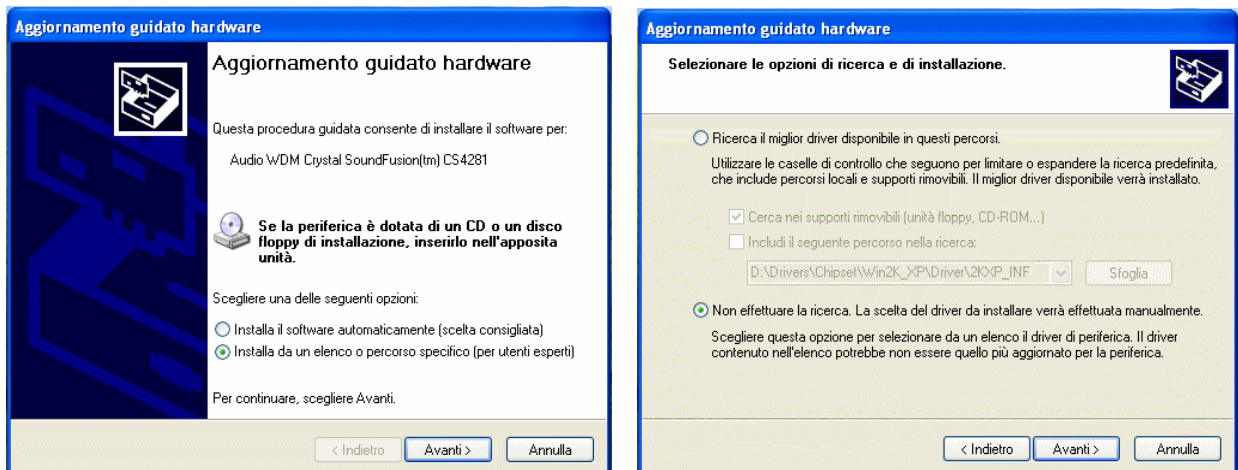 Aggiornamento guidato hardware
Aggiornamento guidato hardware
Questa procedura guidata consente di installare il software per:
Audio WDM Crystal SoundFusion(tm) CS4281
Se la periferica è dotata di un CD o un disco
floppy di installazione, inserirlo nell'apposita
unità.
Scegliere una delle seguenti opzioni:
Installa il software automaticamente (scelta consigliata)
Installa da un elenco o percorso specifico (per utenti esperti)
Per continuare, scegliere Avanti.
< Indietro
Avanti >
Annulla
Aggiornamento guidato hardware
Selezionare le opzioni di ricerca e di installazione.
Ricerca il miglior driver disponibile in questi percorsi.
Utilizzare le caselle di controllo che seguono per limitare o espandere la ricerca predefinita,
che include percorsi locali e supporti rimovibili. Il miglior driver disponibile verrà installato.
Cerca nei supporti rimovibili (unità floppy, CD-ROM...)
Includi il seguente percorso nella ricerca:
D:\Drivers\Chipset\Win2K_XP\Driver\2KXP_INF
Sfoglia
Non effettuare la ricerca. La scelta del driver da installare verrà effettuata manualmente.
Scegliere questa opzione per selezionare da un elenco il driver di periferica. Il driver
contenuto nell'elenco potrebbe non essere quello più aggiornato per la periferica.
< Indietro
Avanti >
Annulla